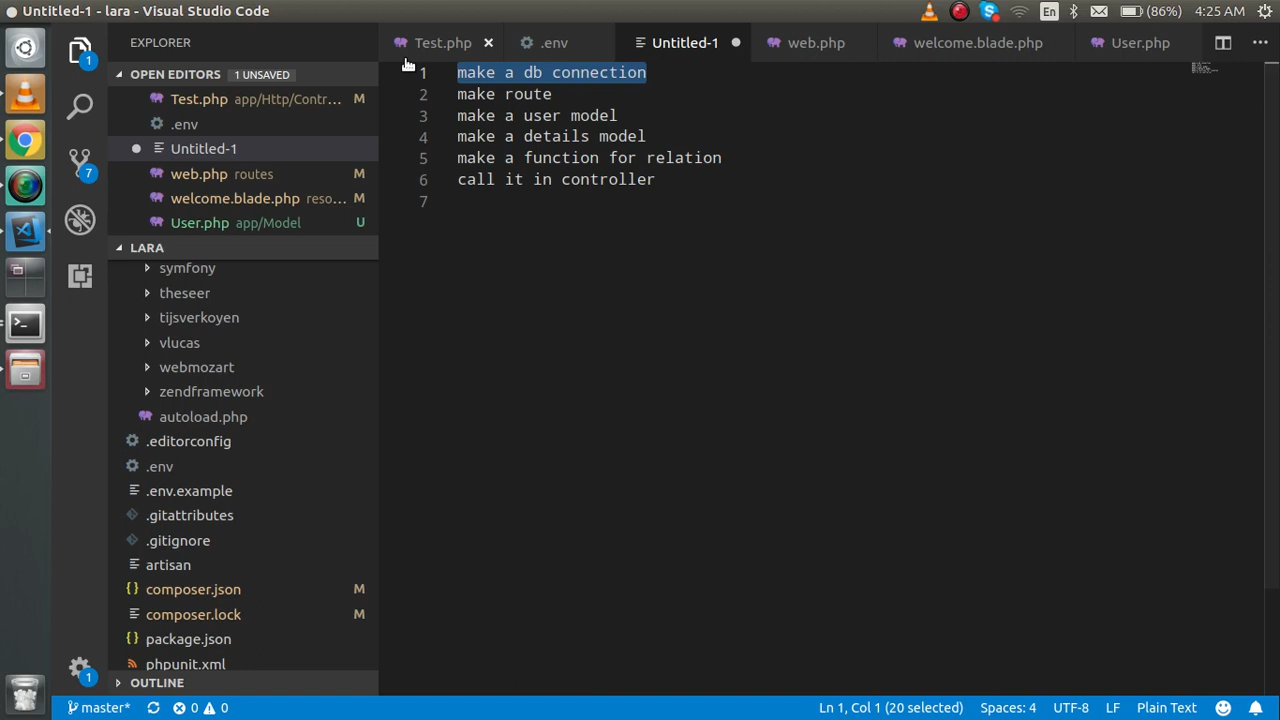 Untitled-1 - lara - Visual Studio Code
En
(86%)
4:25 AM
EXPLORER
Test.php
.env
Untitled-1
web.php
welcome.blade.php
User.php
1
OPEN EDITORS 1 UNSAVED
Test.php app/Http/Contr... M
.env
Untitled-1
web.php routes M
welcome.blade.php reso... M
User.php app/Model U
7
LARA
symfony
theseer
tijsverkoyen
vlucas
webmozart
zendframework
autoload.php
.editorconfig
.env
.env.example
.gitattributes
.gitignore
artisan
composer.json M
composer.lock M
package.json
phpunit.xml
1
OUTLINE
1 make a db connection
2 make route
3 make a user model
4 make a details model
5 make a function for relation
6 call it in controller
7
master*
0 0
Ln 1, Col 1 (20 selected)
Spaces: 4
UTF-8
LF
Plain Text